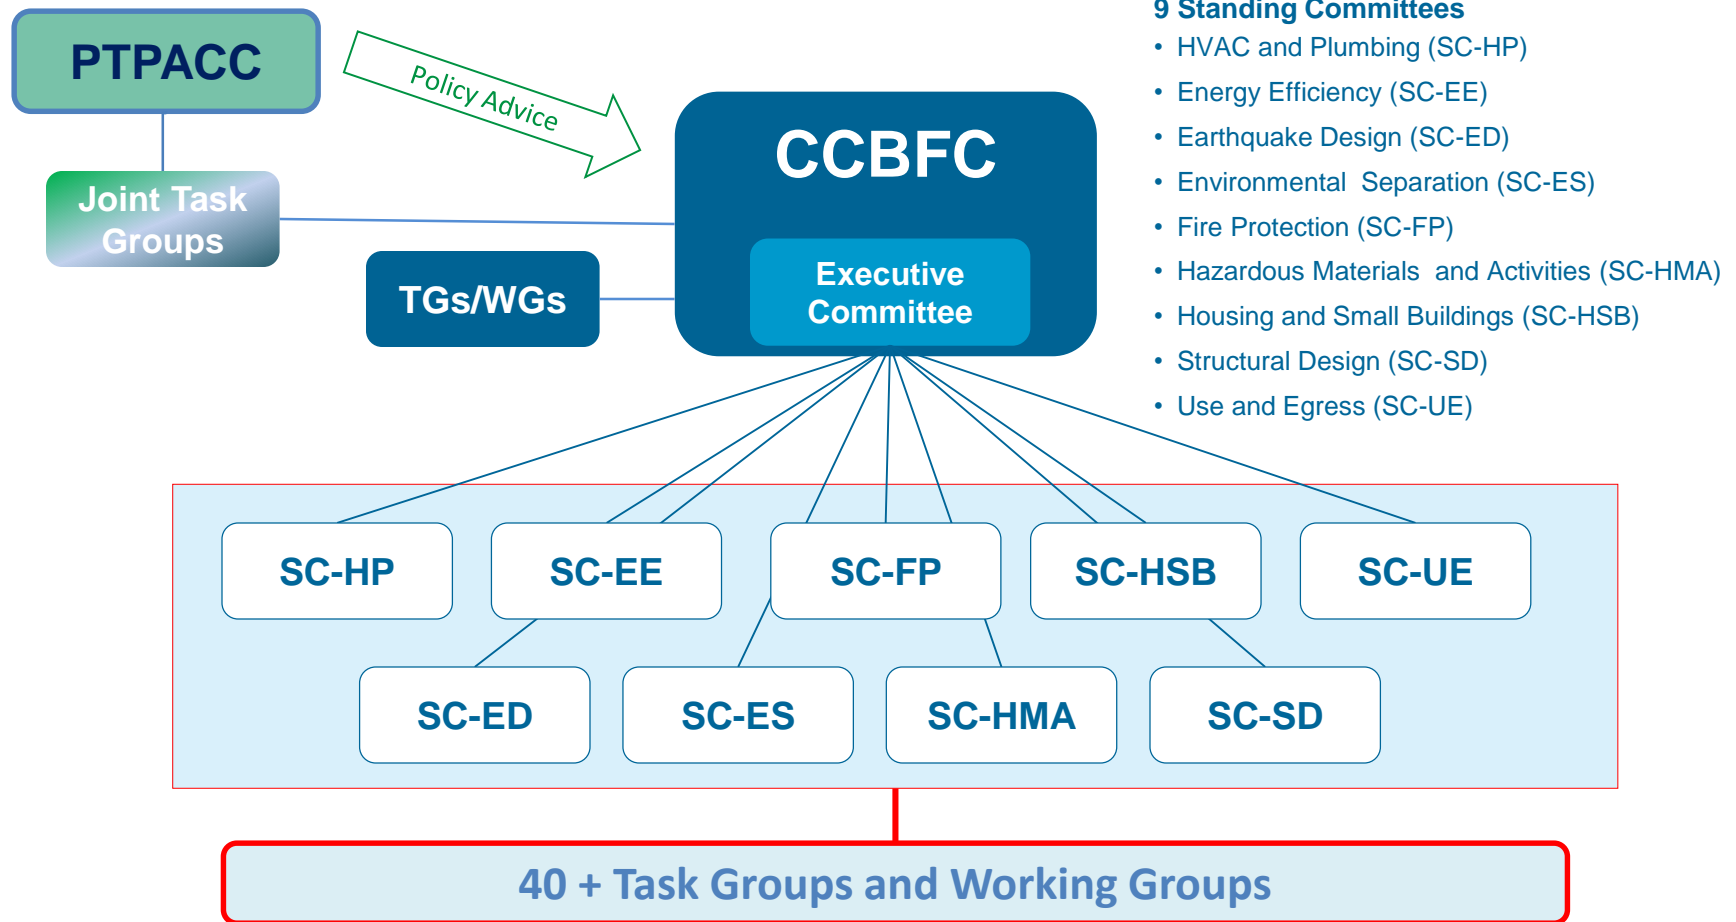 PTPACC
Policy Advice
Joint Task
Groups
TGs/WGs
CCBFC
Executive
Committee
9 Standing Committees
• HVAC and Plumbing (SC-HP)
• Energy Efficiency (SC-EE)
• Earthquake Design (SC-ED)
• Environmental Separation (SC-ES)
• Fire Protection (SC-FP)
• Hazardous Materials and Activities (SC-HMA)
• Housing and Small Buildings (SC-HSB)
• Structural Design (SC-SD)
• Use and Egress (SC-UE)
SC-HP
SC-EE
SC-FP
SC-HSB
SC-UE
SC-ED
SC-ES
SC-HMA
SC-SD
40 + Task Groups and Working Groups